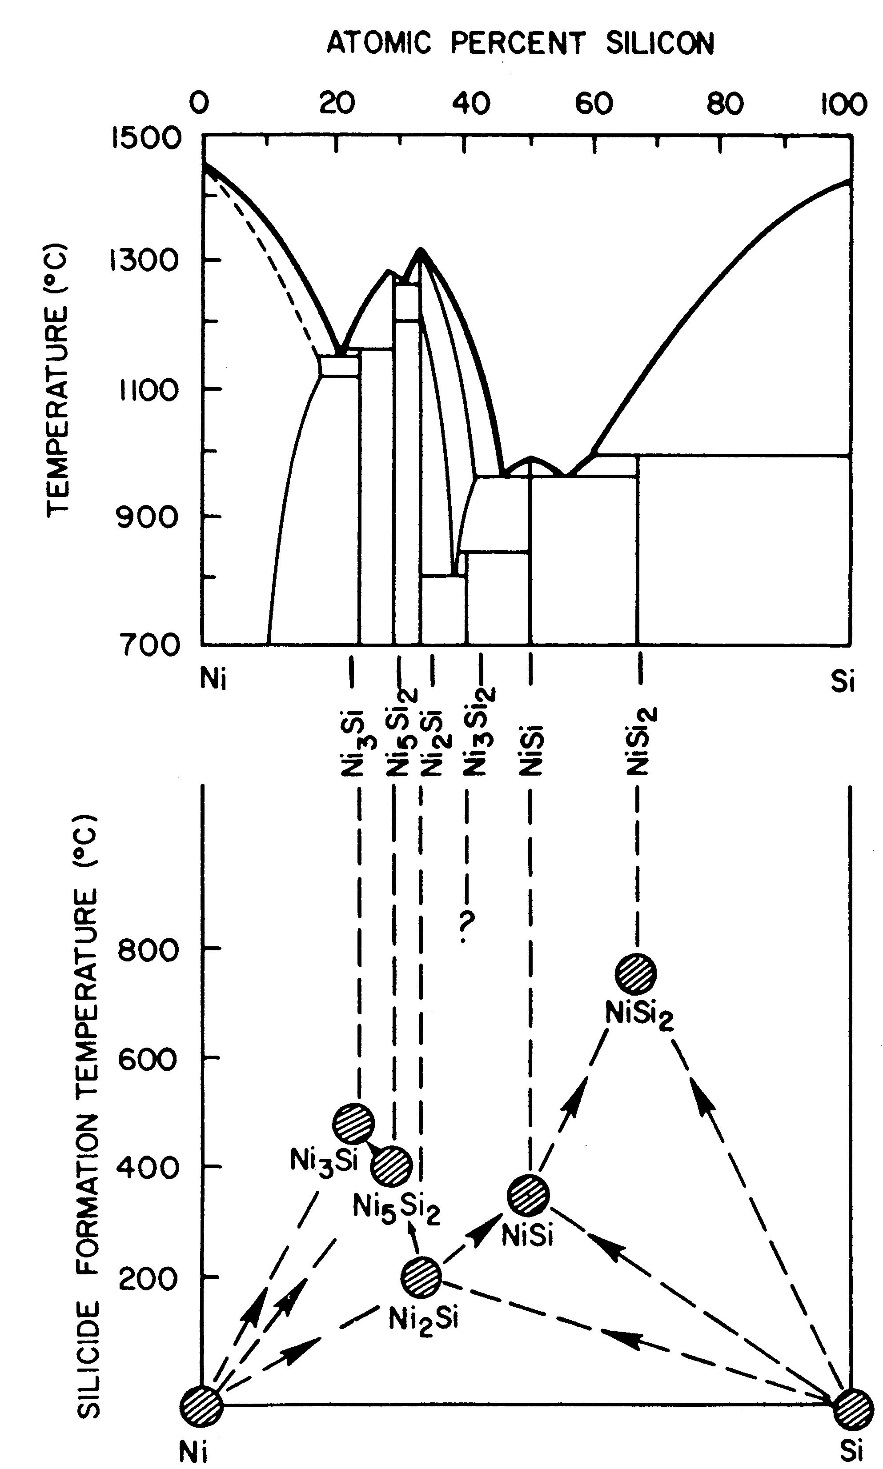 ATOMIC PERCENT SILICON
0 20 40 60 80 100
1500
1300
1100
900
700
TEMPERATURE (°C)
Ni Si
Ni3Si
Ni5Si2
Ni2Si
Ni3Si2
NiSi
NiSi2
?
SILICIDE FORMATION TEMPERATURE (°C)
800
600
400
200
NiSi2
Ni3Si
Ni5Si2
NiSi
Ni2Si
Ni Si